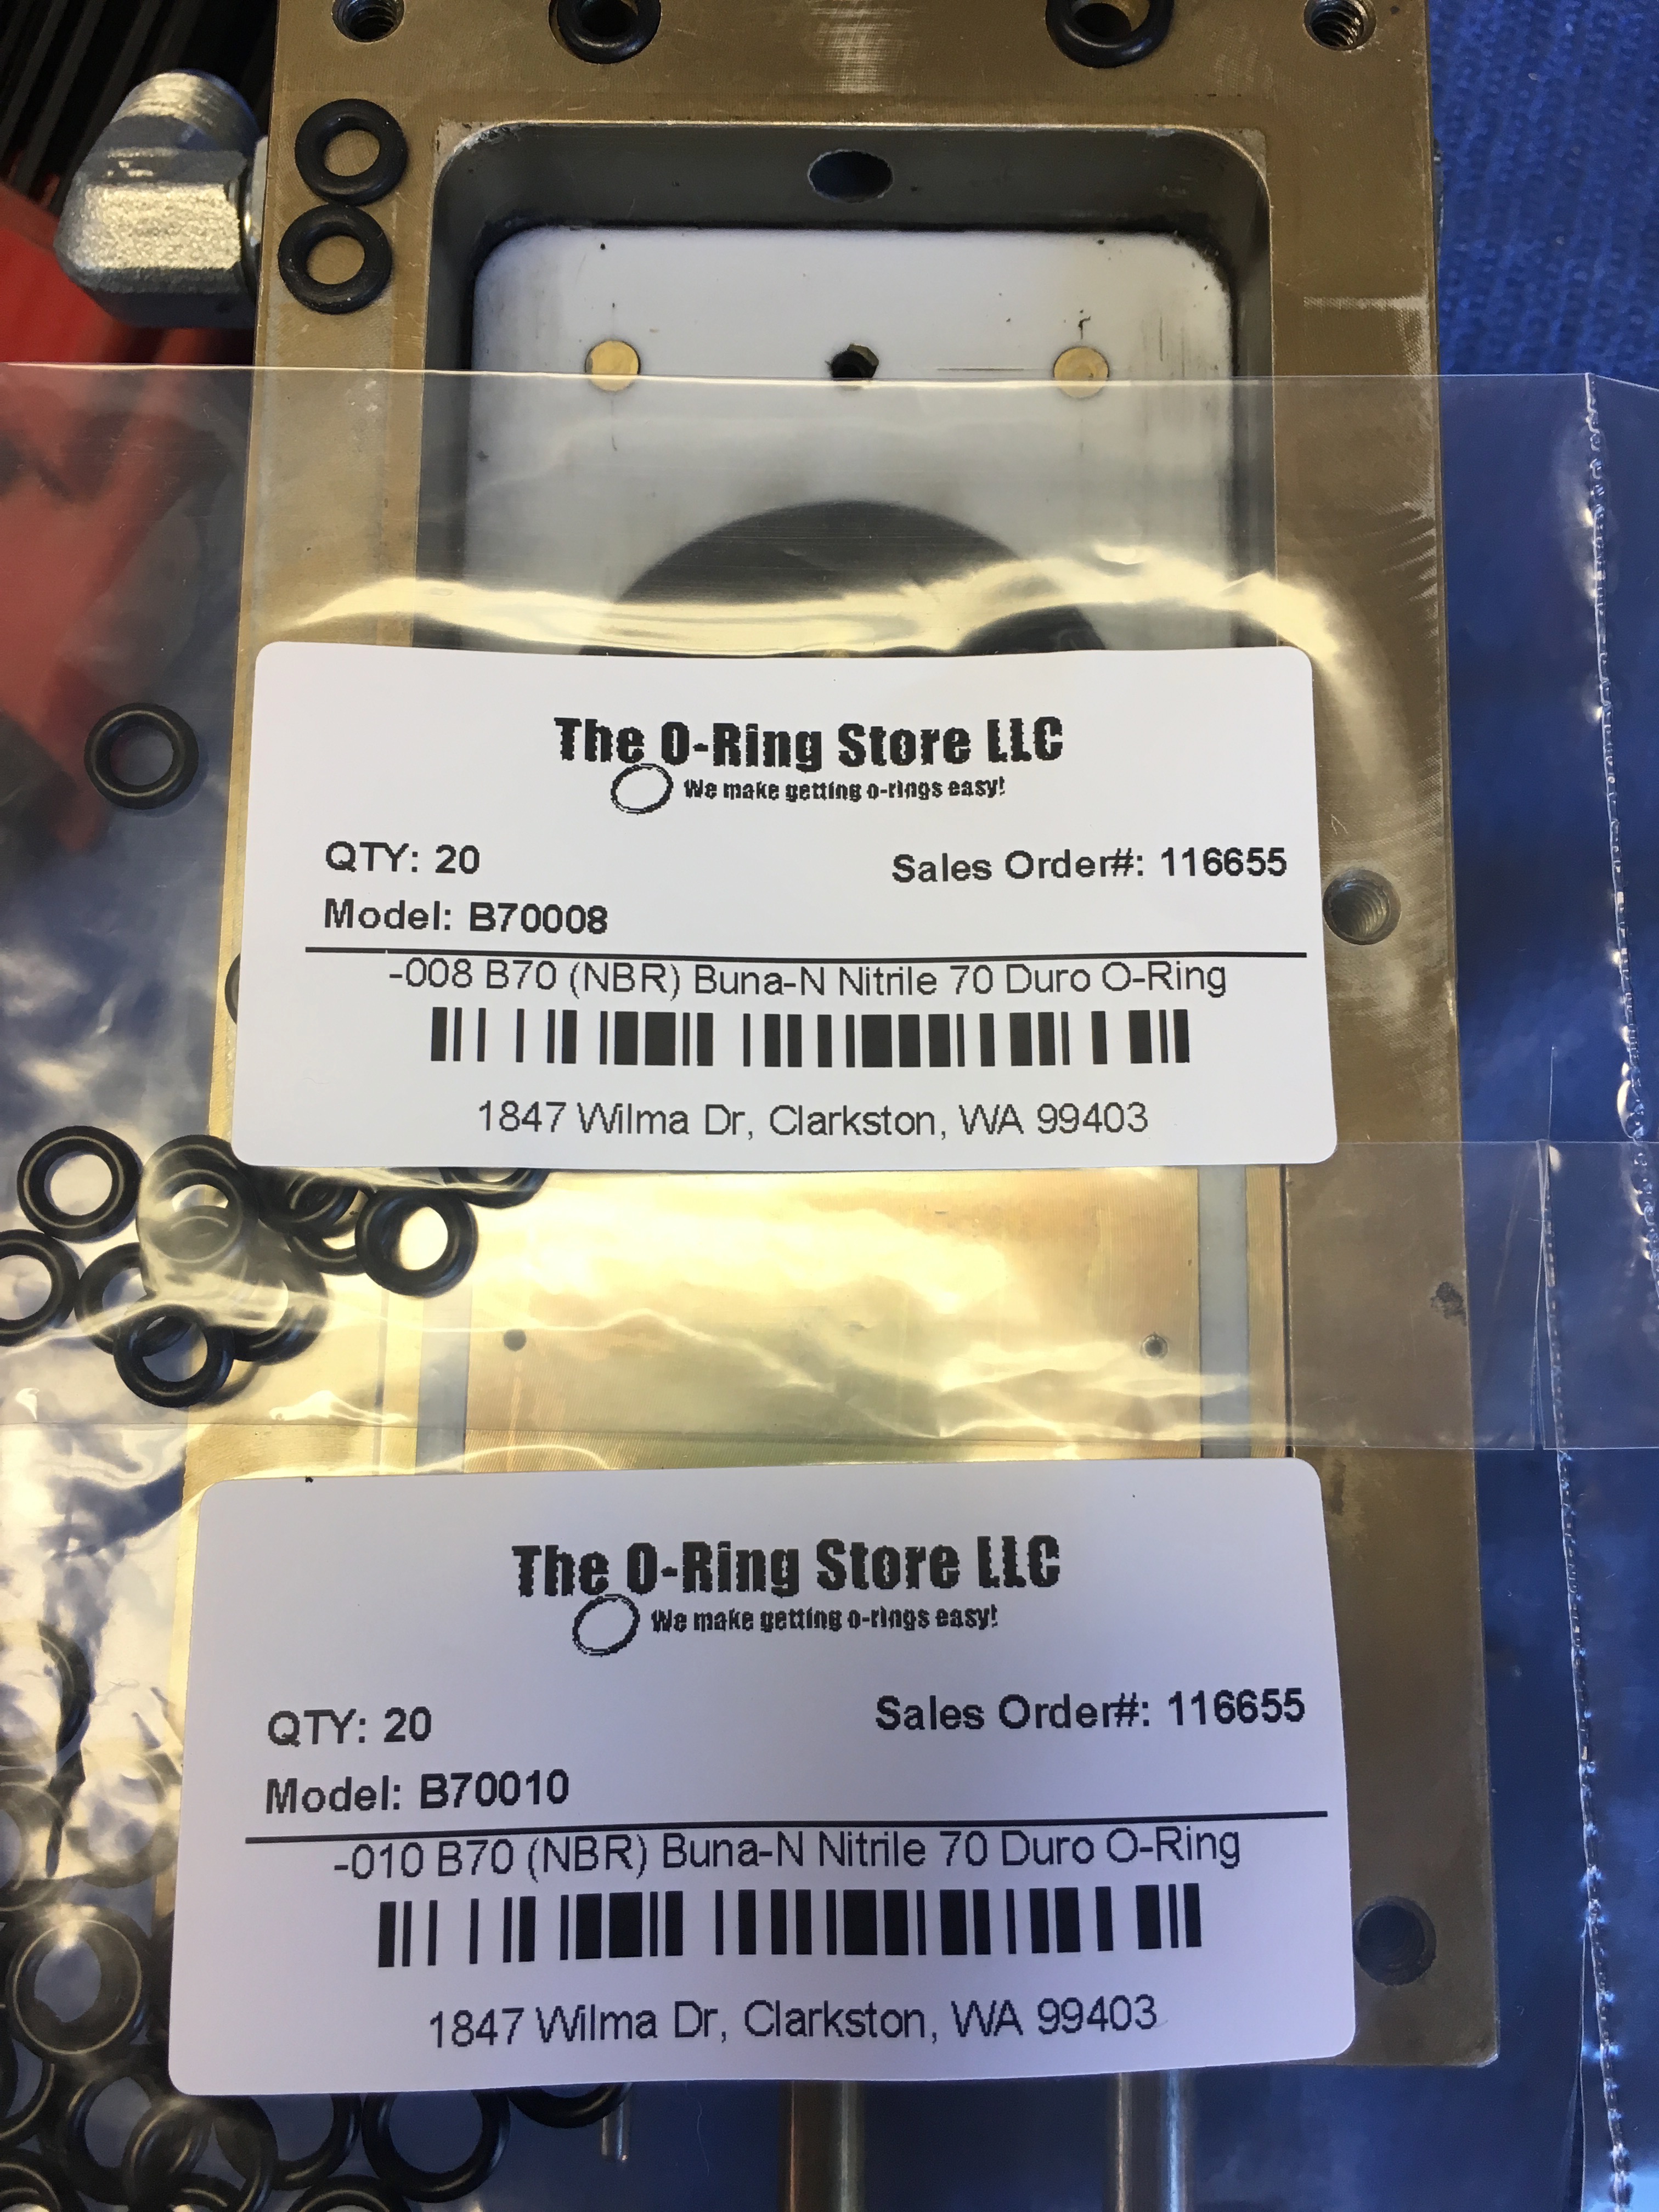 The O-Ring Store LLC
We make getting o-rings easy!
QTY: 20 Sales Order#: 116655
Model: B70008
-008 B70 (NBR) Buna-N Nitrile 70 Duro O-Ring
1847 Wilma Dr, Clarkston, WA 99403
The O-Ring Store LLC
We make getting o-rings easy!
QTY: 20 Sales Order#: 116655
Model: B70010
-010 B70 (NBR) Buna-N Nitrile 70 Duro O-Ring
1847 Wilma Dr, Clarkston, WA 99403